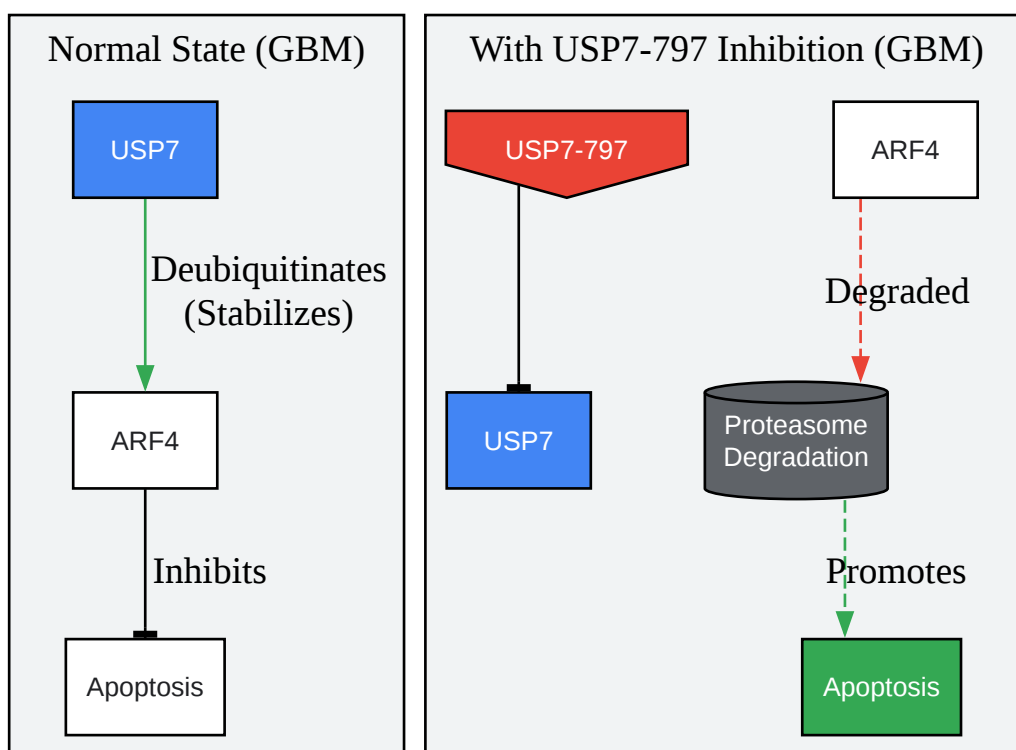 Normal State (GBM)
USP7
Deubiquitinates
(Stabilizes)
ARF4
Inhibits
Apoptosis
With USP7-797 Inhibition (GBM)
USP7-797
ARF4
Degraded
USP7
Proteasome
Degradation
Promotes
Apoptosis